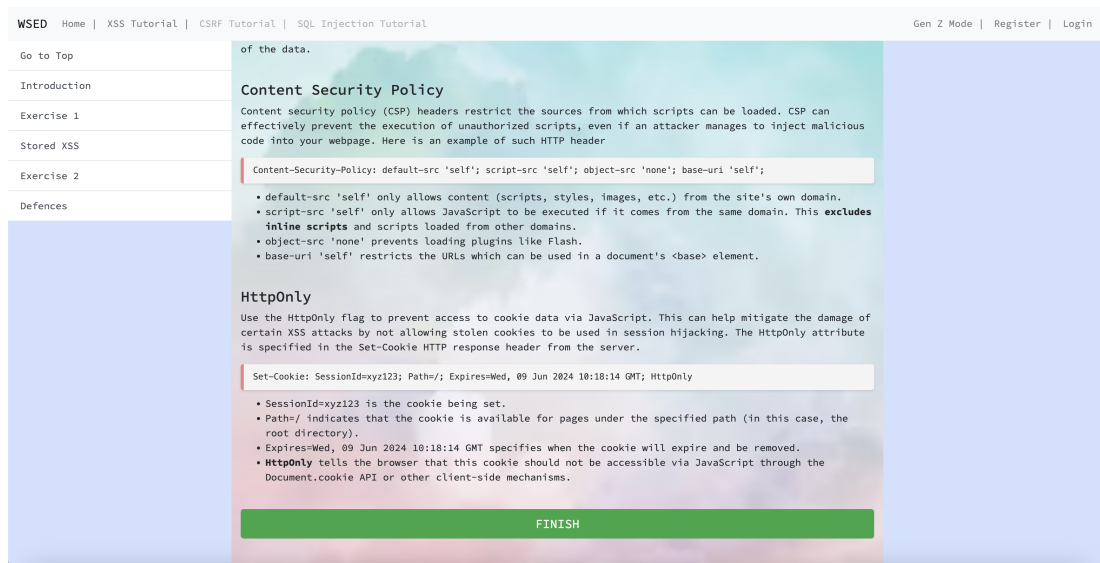 WSED Home | XSS Tutorial | CSRF Tutorial | SQL Injection Tutorial Gen Z Mode | Register | Login
Go to Top
Introduction
Exercise 1
Stored XSS
Exercise 2
Defences
of the data.
Content Security Policy
Content security policy (CSP) headers restrict the sources from which scripts can be loaded. CSP can
effectively prevent the execution of unauthorized scripts, even if an attacker manages to inject malicious
code into your webpage. Here is an example of such HTTP header
Content-Security-Policy: default-src 'self'; script-src 'self'; object-src 'none'; base-uri 'self';
• default-src 'self' only allows content (scripts, styles, images, etc.) from the site's own domain.
• script-src 'self' only allows JavaScript to be executed if it comes from the same domain. This excludes
inline scripts and scripts loaded from other domains.
• object-src 'none' prevents loading plugins like Flash.
• base-uri 'self' restricts the URLs which can be used in a document's <base> element.
HttpOnly
Use the HttpOnly flag to prevent access to cookie data via JavaScript. This can help mitigate the damage of
certain XSS attacks by not allowing stolen cookies to be used in session hijacking. The HttpOnly attribute
is specified in the Set-Cookie HTTP response header from the server.
Set-Cookie: SessionId=xyz123; Path=/; Expires=Wed, 09 Jun 2024 10:18:14 GMT; HttpOnly
• SessionId=xyz123 is the cookie being set.
• Path=/ indicates that the cookie is available for pages under the specified path (in this case, the
root directory).
• Expires=Wed, 09 Jun 2024 10:18:14 GMT specifies when the cookie will expire and be removed.
• HttpOnly tells the browser that this cookie should not be accessible via JavaScript through the
Document.cookie API or other client-side mechanisms.
FINISH